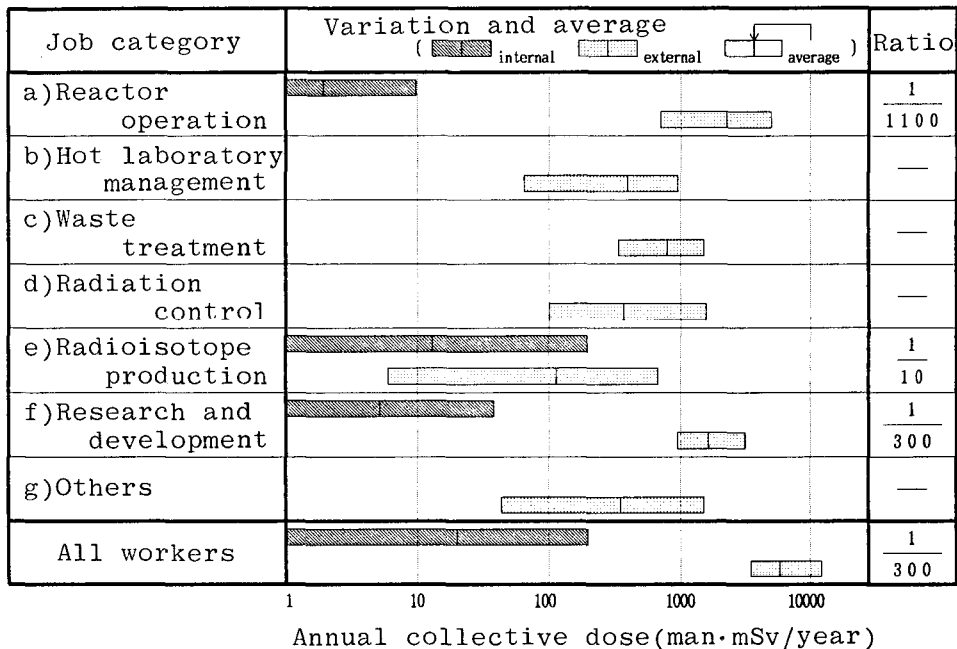 Job category
Variation and average
( internal external average )
Ratio
a)Reactor
operation
1
1100
b)Hot laboratory
management
—
c)Waste
treatment
—
d)Radiation
control
—
e)Radioisotope
production
1
10
f)Research and
development
1
300
g)Others
—
All workers
1
300
1 10 100 1000 10000
Annual collective dose(man·mSv/year)